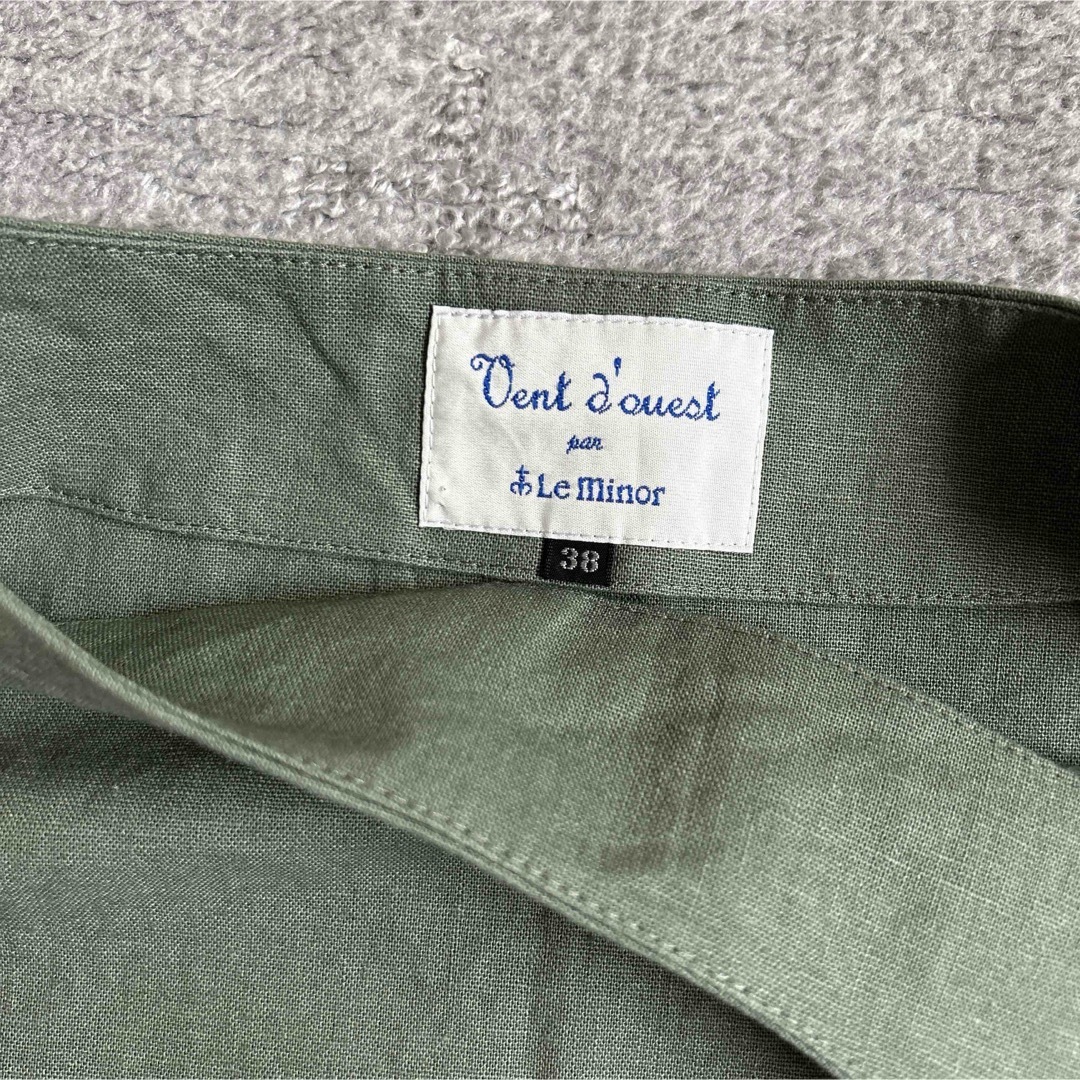 Vent d'ouest
par
Le minor
38